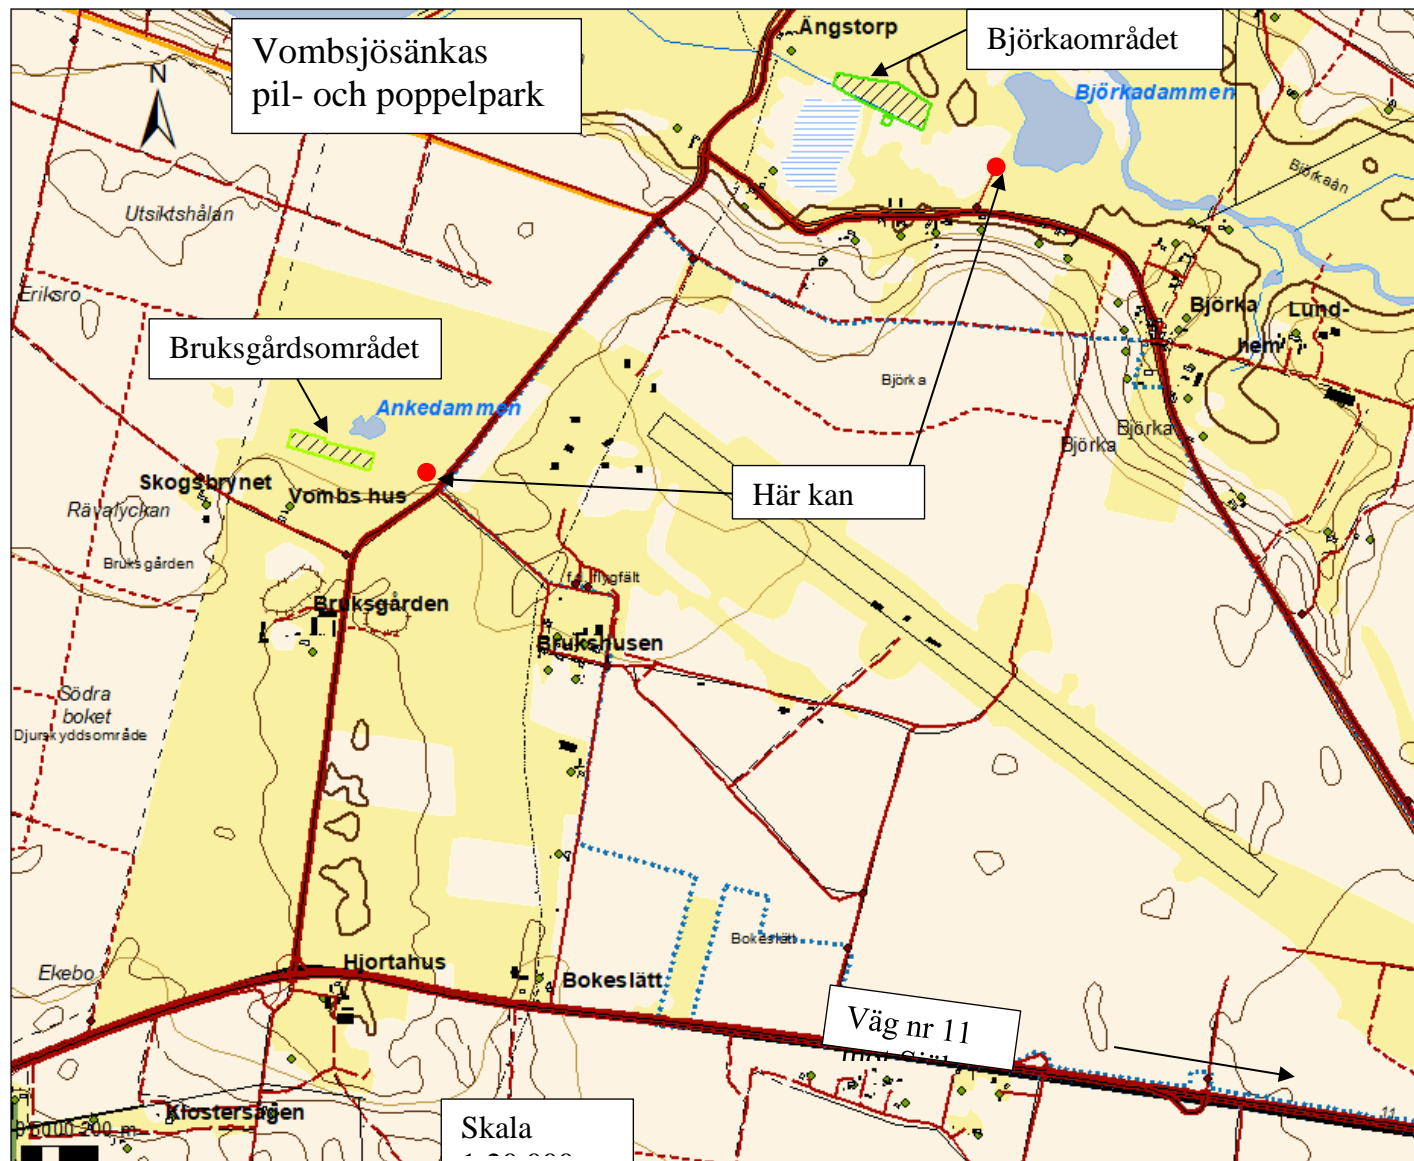 Vombsjösänkas
pil- och poppelpark
N
Ängstorp
Björkaområdet
Björkadammen
Björkaån
Utsiktshålan
Eriksro
Bruksgårdsområdet
Ankedammen
Björka
Lund-
hem
Björka
Björka
Björka
Skogsbrynet
Vombs hus
Här kan
Rävalyckan
Bruksgården
f.d. flygfält
Bruksgården
Brukshusen
Södra
boket
Djurskyddsområde
Bokeslätt
Ekebo
Hjortahus
Bokeslätt
Väg nr 11
Klostersågen
11
Skala